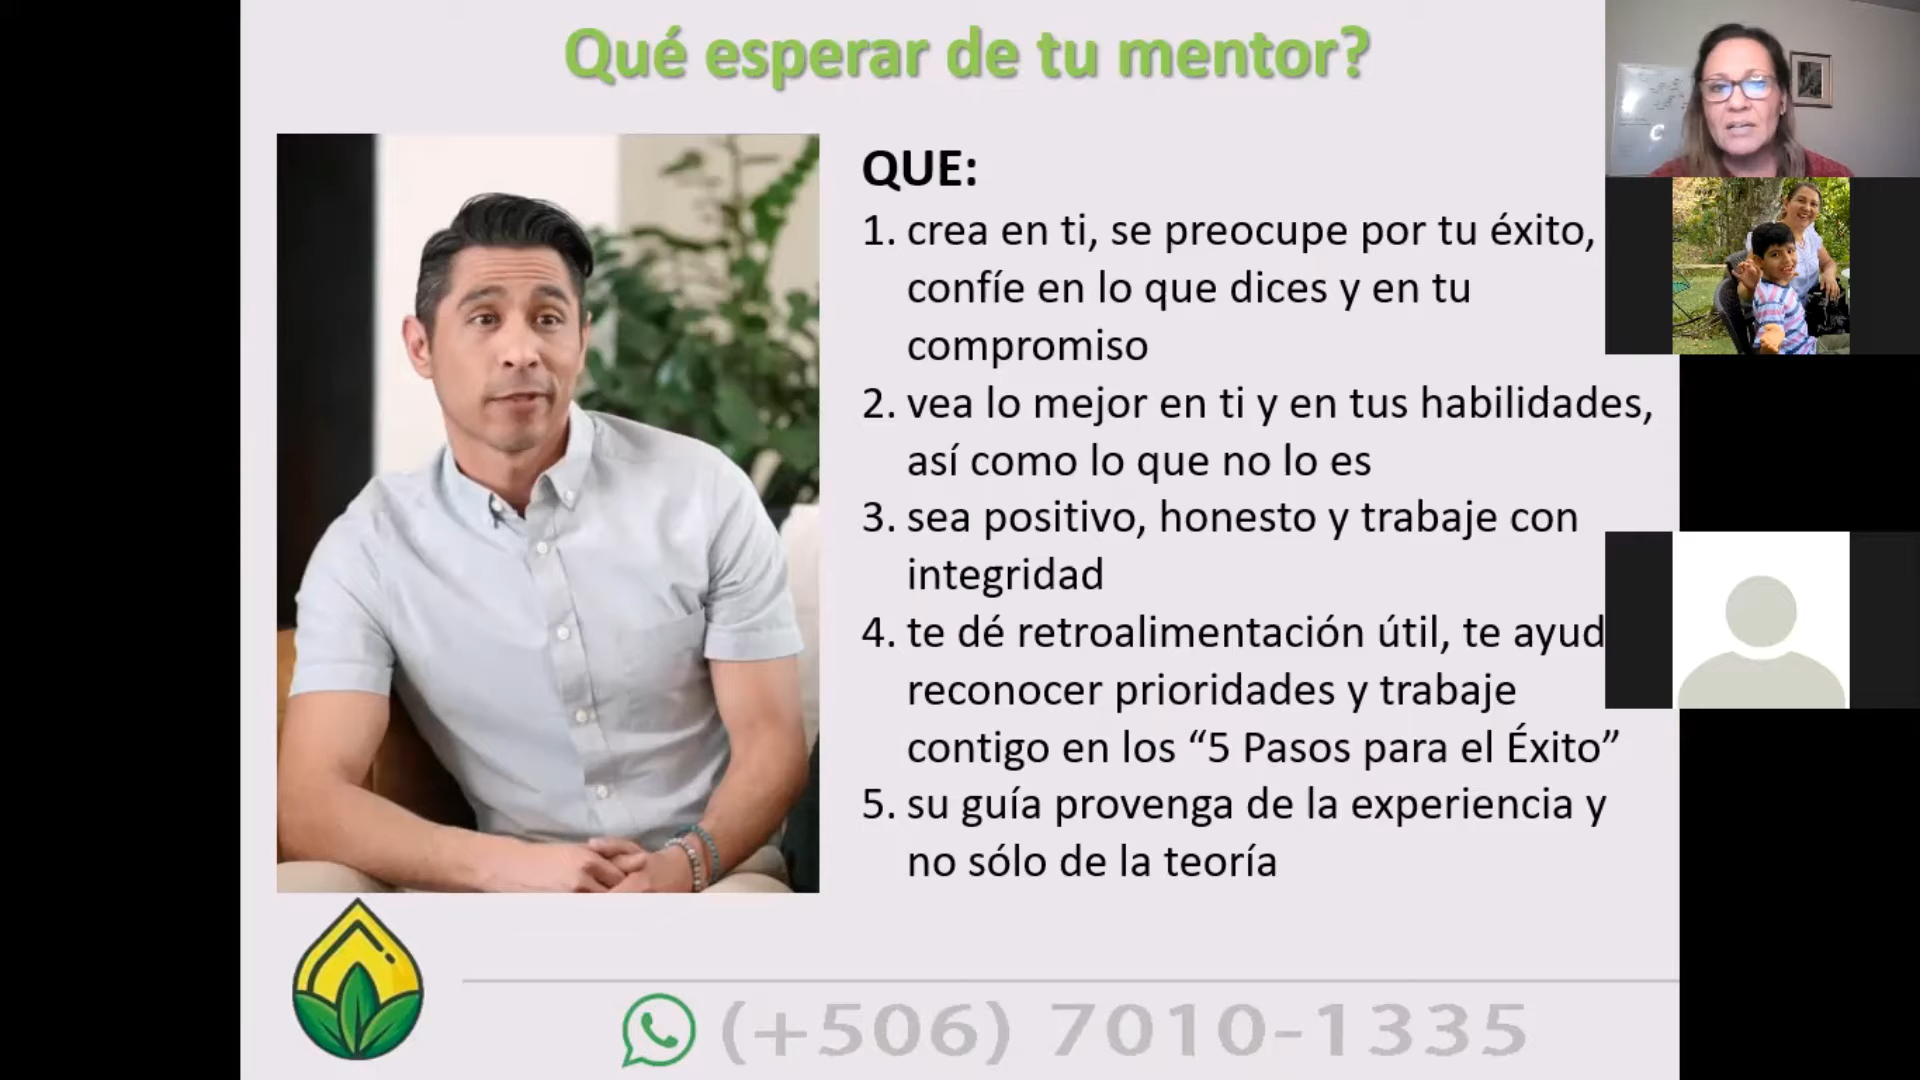 Qué esperar de tu mentor?
QUE:
1. crea en ti, se preocupe por tu éxito,
confíe en lo que dices y en tu
compromiso
2. vea lo mejor en ti y en tus habilidades,
así como lo que no lo es
3. sea positivo, honesto y trabaje con
integridad
4. te dé retroalimentación útil, te ayud
reconocer prioridades y trabaje
contigo en los “5 Pasos para el Éxito”
5. su guía provenga de la experiencia y
no sólo de la teoría
(+506) 7010-1335